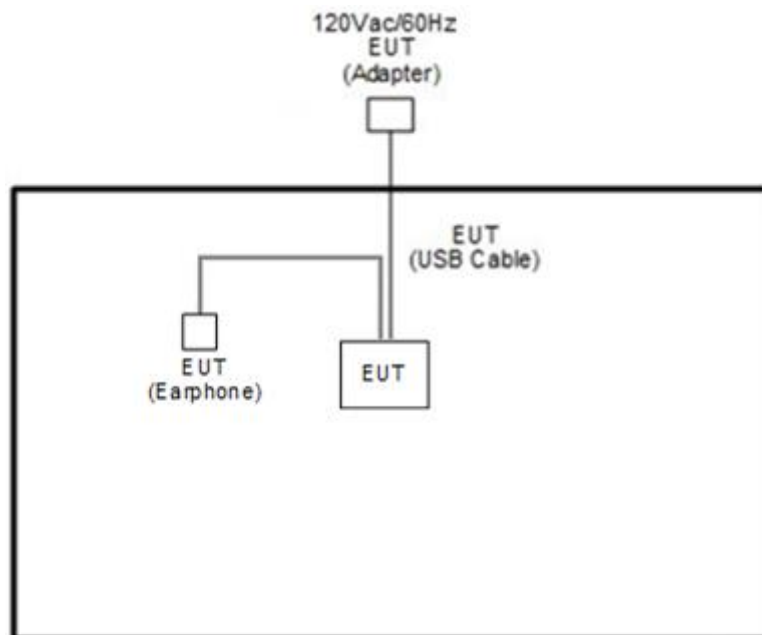 120Vac/60Hz
EUT
(Adapter)
EUT
(USB Cable)
EUT
(Earphone)
EUT